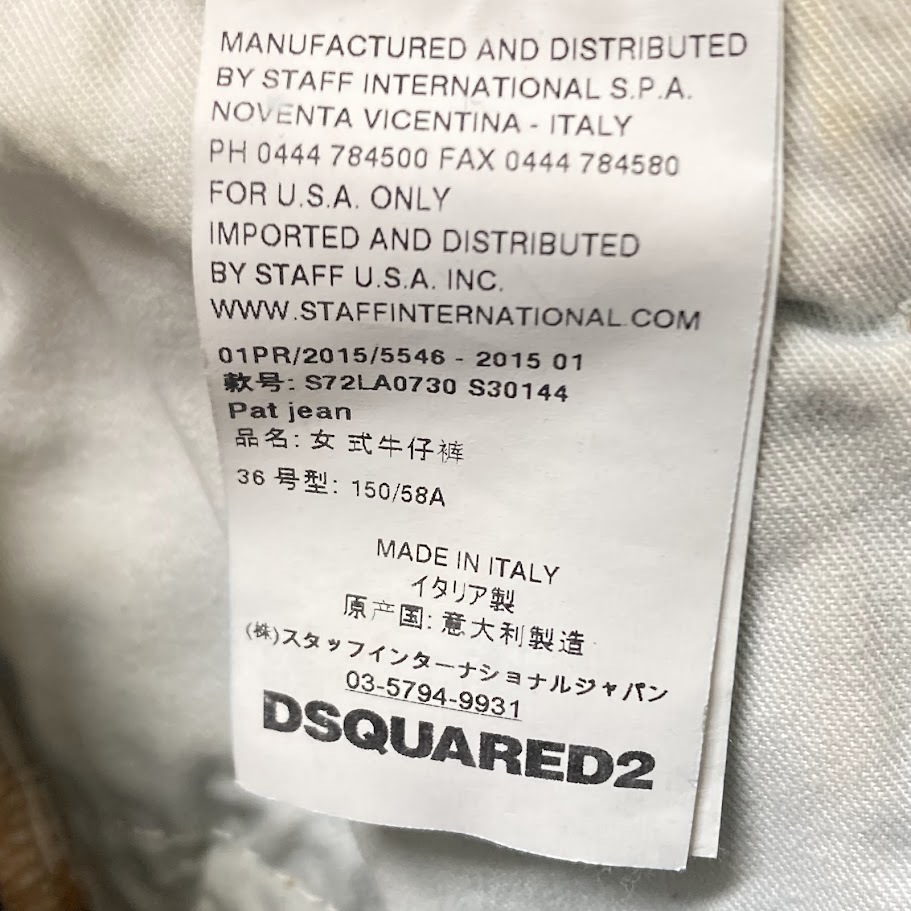 MANUFACTURED AND DISTRIBUTED
BY STAFF INTERNATIONAL S.P.A.
NOVENTA VICENTINA - ITALY
PH 0444 784500 FAX 0444 784580
FOR U.S.A. ONLY
IMPORTED AND DISTRIBUTED
BY STAFF U.S.A. INC.
WWW.STAFFINTERNATIONAL.COM
01PR/2015/5546 - 2015 01
款号: S72LA0730 S30144
Pat jean
品名: 女 式牛仔裤
36 号型: 150/58A
MADE IN ITALY
イタリア製
原产国: 意大利製造
(株)スタッフインターナショナルジャパン
03-5794-9931
DSQUARED2